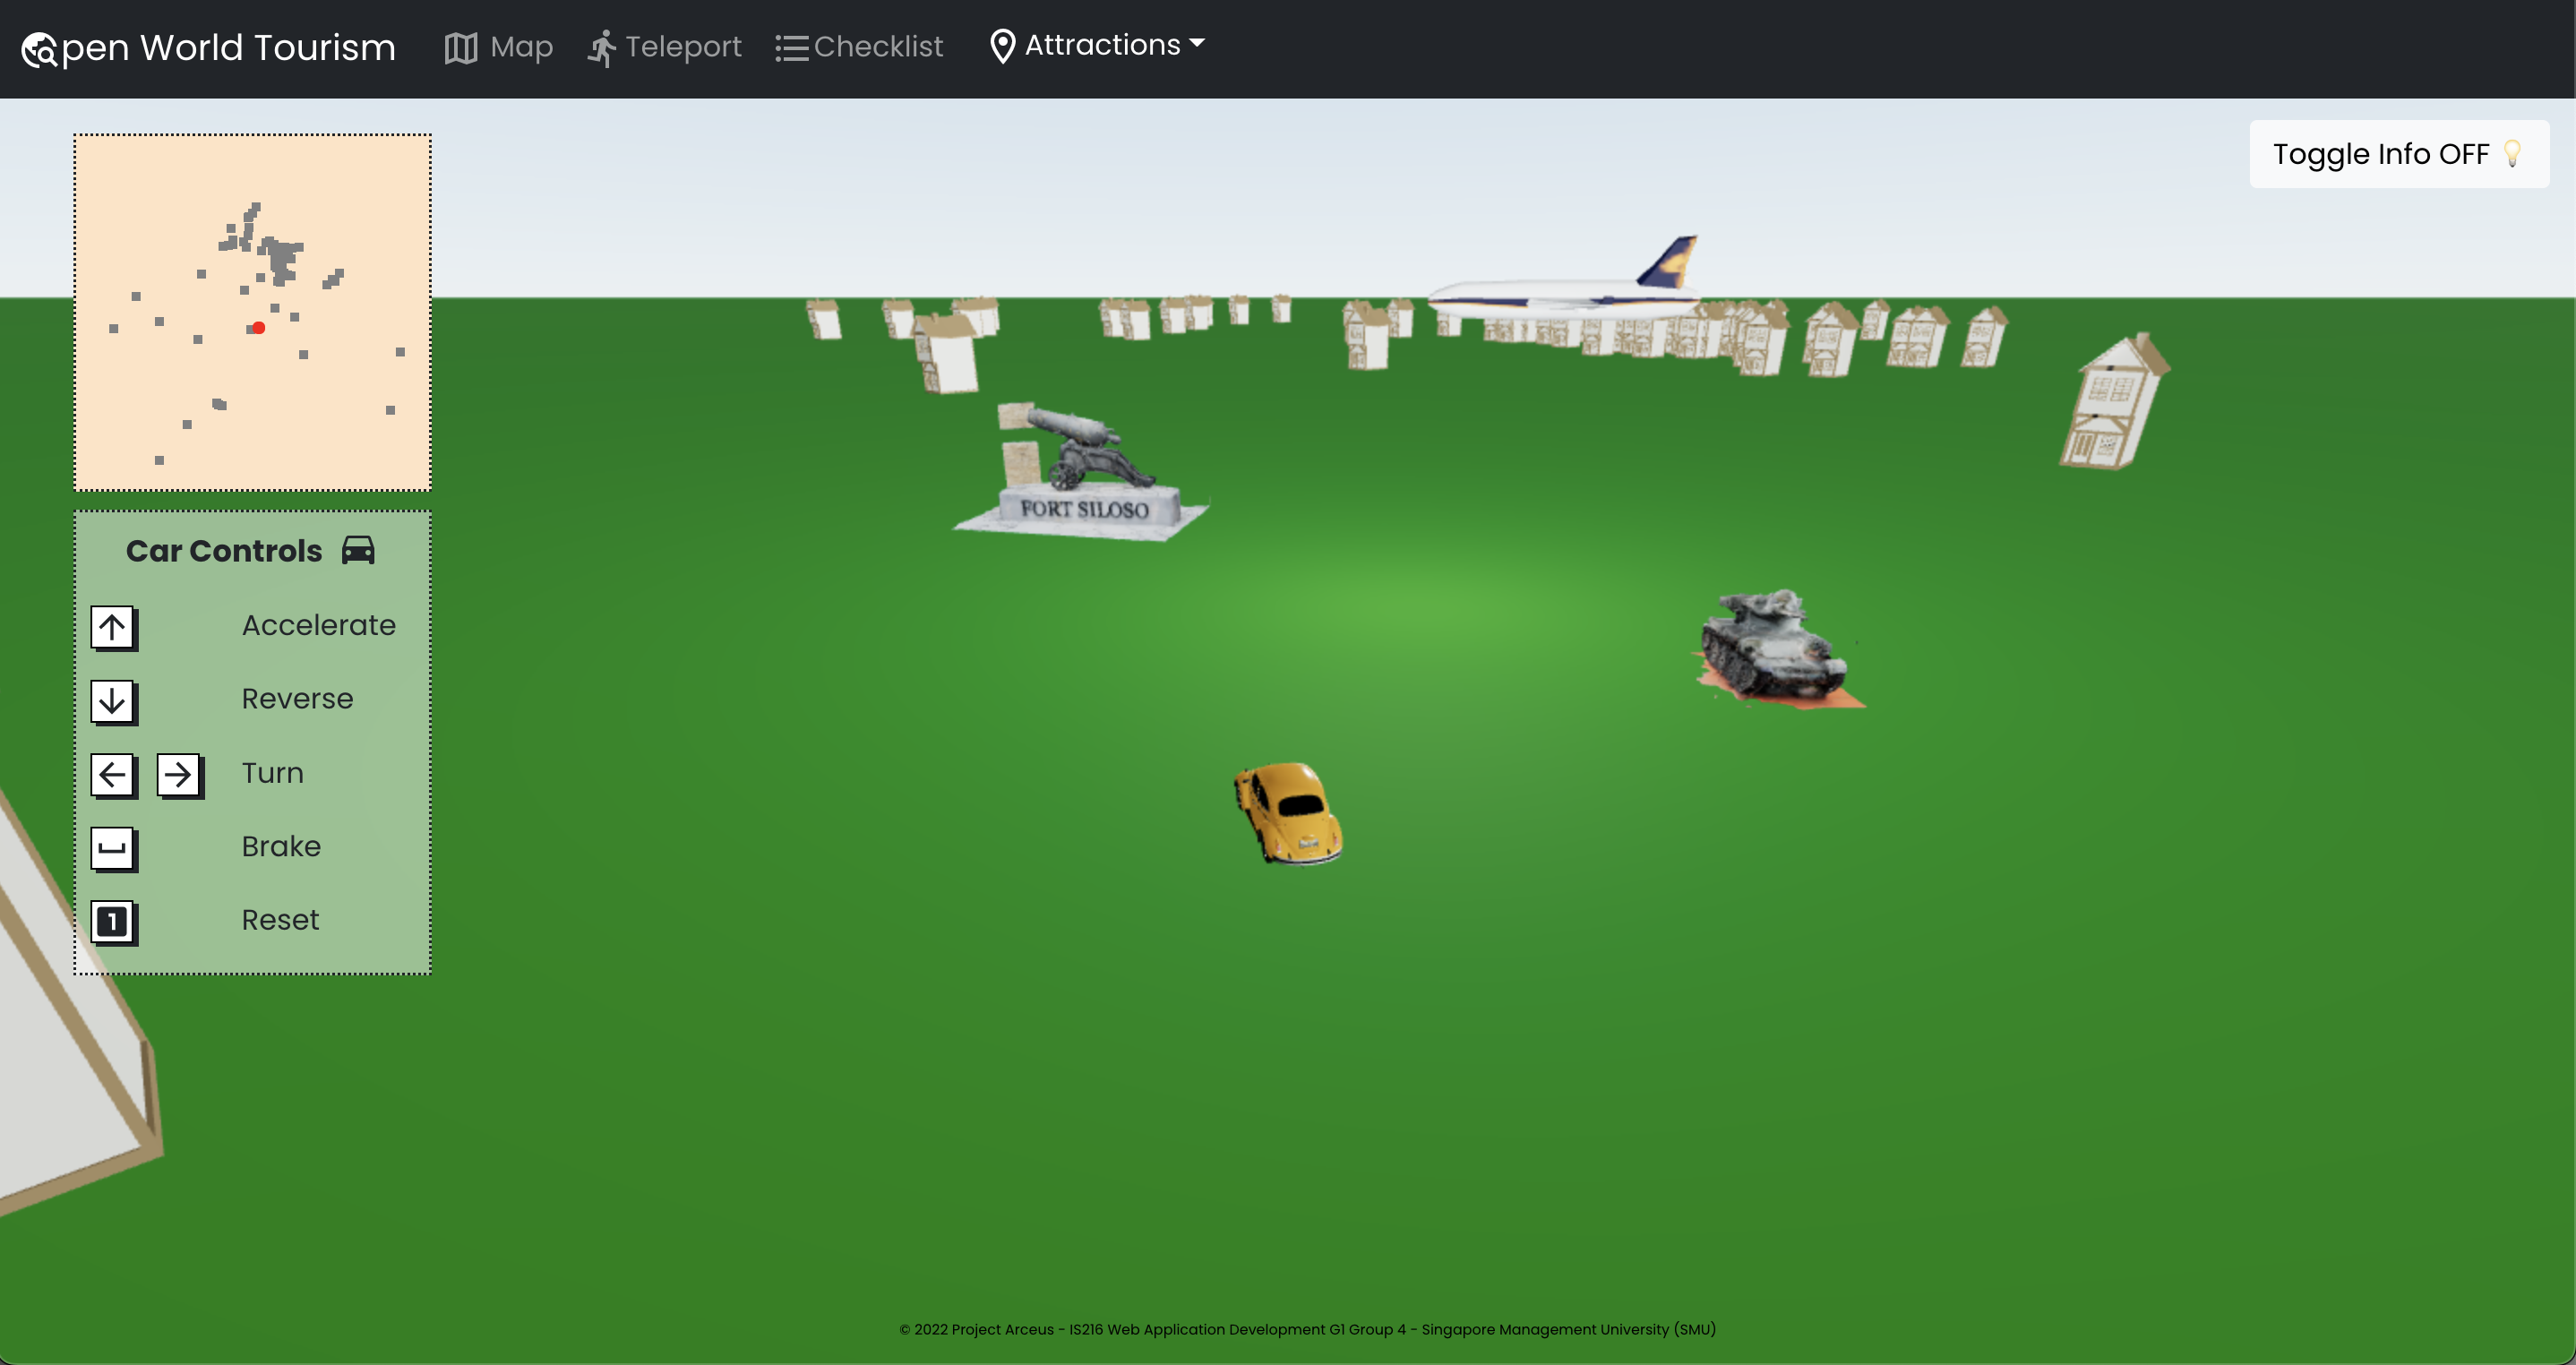 Open World Tourism
Map
Teleport
Checklist
Attractions
Toggle Info OFF
FORT SILOSO
Car Controls
Accelerate
Reverse
Turn
Brake
1
Reset
© 2022 Project Arceus - IS216 Web Application Development G1 Group 4 - Singapore Management University (SMU)